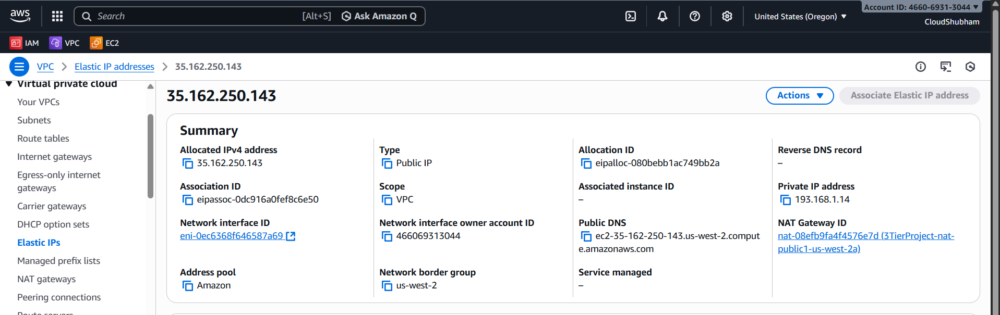 aws
Search [Alt+S] Ask Amazon Q
United States (Oregon) ▼
Account ID: 4660-6931-3044 ▼
CloudShubham
IAM VPC EC2
VPC > Elastic IP addresses > 35.162.250.143
Virtual private cloud
Your VPCs
Subnets
Route tables
Internet gateways
Egress-only internet
gateways
Carrier gateways
DHCP option sets
Elastic IPs
Managed prefix lists
NAT gateways
Peering connections
Route servers
35.162.250.143
Actions ▼
Associate Elastic IP address
Summary
Allocated IPv4 address
35.162.250.143
Type
Public IP
Allocation ID
eipalloc-080bebb1ac749bb2a
Reverse DNS record
–
Association ID
eipassoc-0dc916a0fef8c6e50
Scope
VPC
Associated instance ID
–
Private IP address
193.168.1.14
Network interface ID
eni-0ec6368f646587a69
Network interface owner account ID
466069313044
Public DNS
ec2-35-162-250-143.us-west-2.comput
e.amazonaws.com
NAT Gateway ID
nat-08efb9fa4f4576e7d (3TierProject-nat-
public1-us-west-2a)
Address pool
Amazon
Network border group
us-west-2
Service managed
–